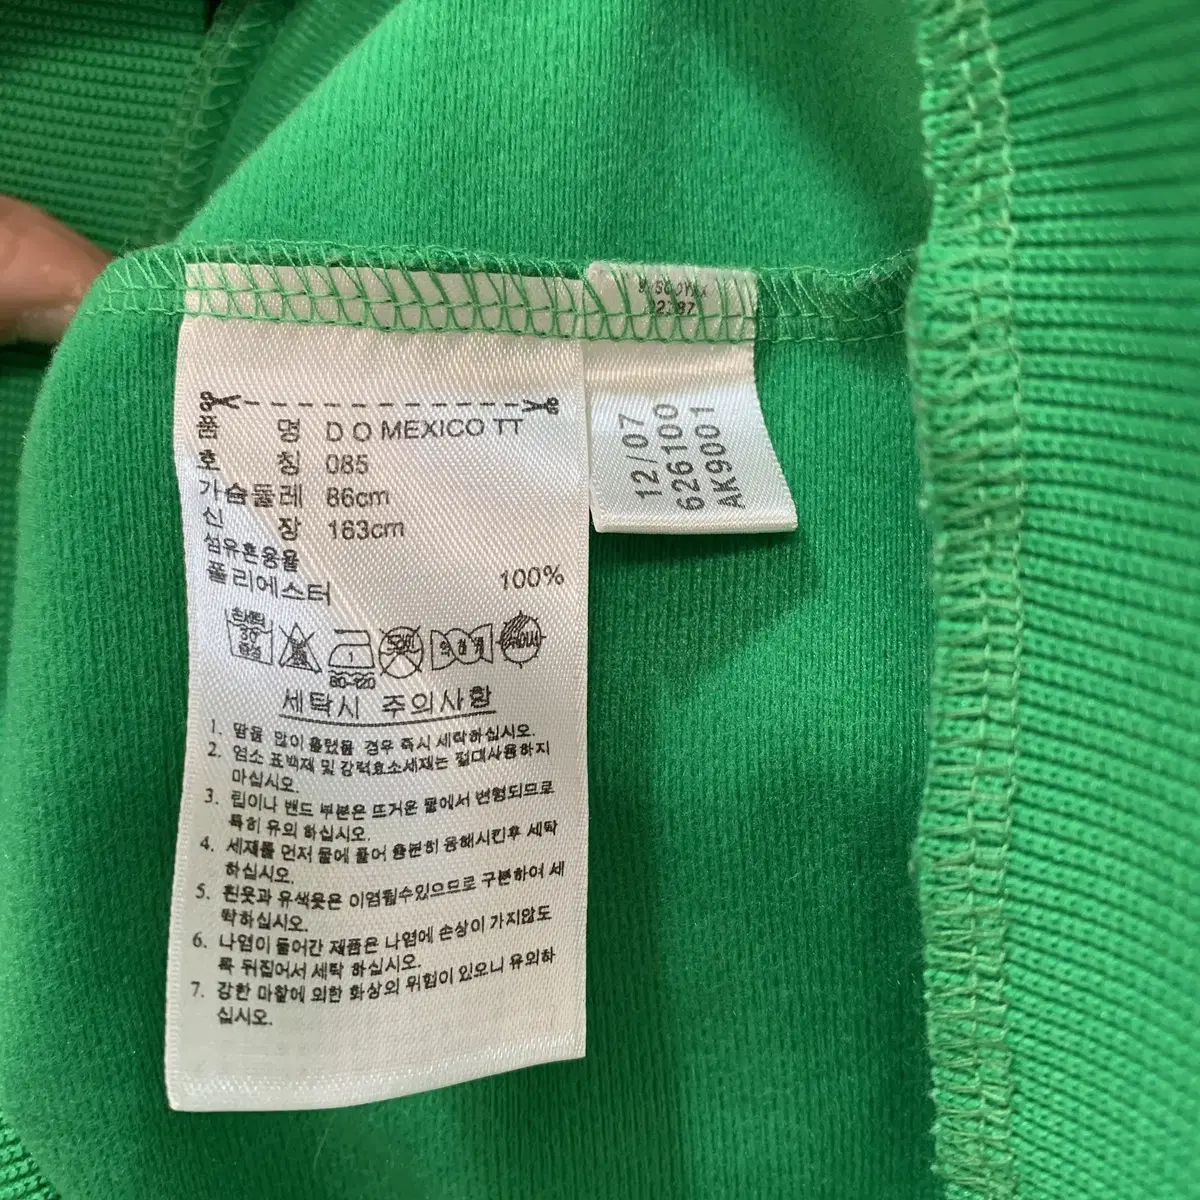 품 명 D O MEXICO TT
호 칭 085
가슴둘레 86cm
신 장 163cm
섬유혼용율
폴리에스터 100%
30
중성
80-120
세탁시 주의사항
1. 땀을 많이 흘렸을 경우 즉시 세탁하십시오.
2. 염소 표백제 및 강력효소세제는 절대사용하지
마십시오.
3. 립이나 밴드 부분은 뜨거운 물에서 변형되므로
특히 유의 하십시오.
4. 세제를 먼저 물에 풀어 충분히 용해시킨후 세탁
하십시오.
5. 흰옷과 유색옷은 이염될수있으므로 구분하여 세
탁하십시오.
6. 나염이 들어간 제품은 나염에 손상이 가지않도
록 뒤집어서 세탁 하십시오.
7. 강한 마찰에 의한 화상의 위험이 있으니 유의하
십시오.
12/07
626100
AK9001